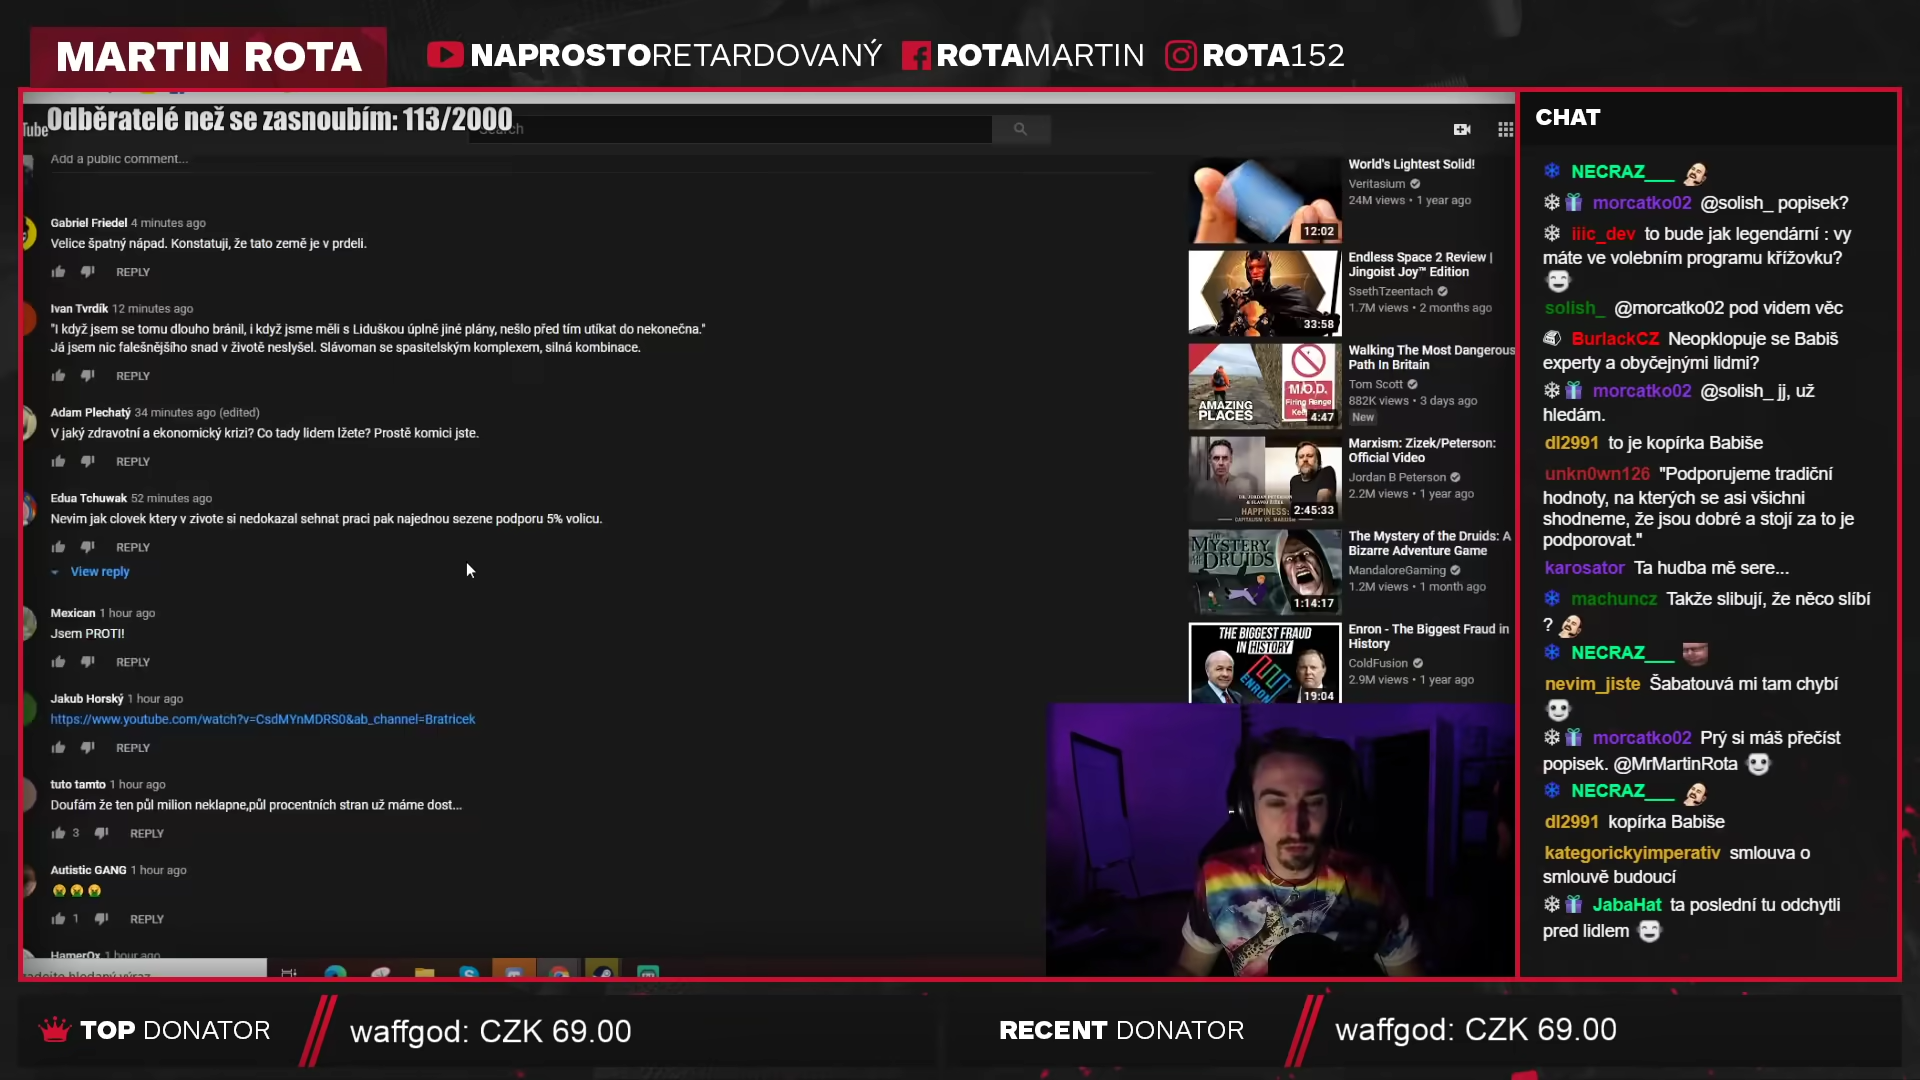 MARTIN ROTA
NAPROSTORETARDOVANÝ
ROTAMARTIN
ROTA152
Odběratelé než se zasnoubím: 113/2000
Tube
Search
Add a public comment...
Gabriel Friedel 4 minutes ago
Velice špatný nápad. Konstatuji, že tato země je v prdeli.
REPLY
Ivan Tvrdík 12 minutes ago
"I když jsem se tomu dlouho bránil, i když jsme měli s Liduškou úplně jiné plány, nešlo před tím utíkat do nekonečna."
Já jsem nic falešnějšího snad v životě neslyšel. Slávoman se spasitelským komplexem, silná kombinace.
REPLY
Adam Plechatý 34 minutes ago (edited)
V jaký zdravotní a ekonomický krizi? Co tady lidem lžete? Prostě komici jste.
REPLY
Edua Tchuwak 52 minutes ago
Nevim jak clovek ktery v zivote si nedokazal sehnat praci pak najednou sezene podporu 5% volicu.
REPLY
View reply
Mexican 1 hour ago
Jsem PROTI!
REPLY
Jakub Horský 1 hour ago
https://www.youtube.com/watch?v=CsdMYnMDRS0&ab_channel=Bratricek
REPLY
tuto tamto 1 hour ago
Doufám že ten půl milion neklapne,půl procentních stran už máme dost...
3 REPLY
Autistic GANG 1 hour ago
1 REPLY
HamerOx 1 hour ago
World's Lightest Solid!
Veritasium
24M views • 1 year ago
12:02
Endless Space 2 Review |
Jingoist Joy™ Edition
SsethTzeentach
1.7M views • 2 months ago
33:58
Walking The Most Dangerous
Path In Britain
Tom Scott
882K views • 3 days ago
New
AMAZING
PLACES
M.O.D.
Firing Range
4:47
Marxism: Zizek/Peterson:
Official Video
Jordan B Peterson
2.2M views • 1 year ago
HAPPINESS:
2:45:33
The Mystery of the Druids: A
Bizarre Adventure Game
MandaloreGaming
1.2M views • 1 month ago
MYSTERY
DRUIDS
1:14:17
Enron - The Biggest Fraud in
History
ColdFusion
2.9M views • 1 year ago
THE BIGGEST FRAUD
IN HISTORY
ENRON
19:04
CHAT
NECRAZ___
morcatko02 @solish_ popisek?
iiic_dev to bude jak legendární : vy
máte ve volebním programu křížovku?
solish_ @morcatko02 pod videm věc
BurlackCZ Neopklopuje se Babiš
experty a obyčejnými lidmi?
morcatko02 @solish_ jj, už
hledám.
dl2991 to je kopírka Babiše
unkn0wn126 "Podporujeme tradiční
hodnoty, na kterých se asi všichni
shodneme, že jsou dobré a stojí za to je
podporovat."
karosator Ta hudba mě sere...
machuncz Takže slibují, že něco slíbí
?
NECRAZ___
nevim_jiste Šabatouvá mi tam chybí
morcatko02 Prý si máš přečíst
popisek. @MrMartinRota
NECRAZ___
dl2991 kopírka Babiše
kategorickyimperativ smlouva o
smlouvě budoucí
JabaHat ta poslední tu odchytli
pred lidlem
TOP DONATOR
waffgod: CZK 69.00
RECENT DONATOR
waffgod: CZK 69.00